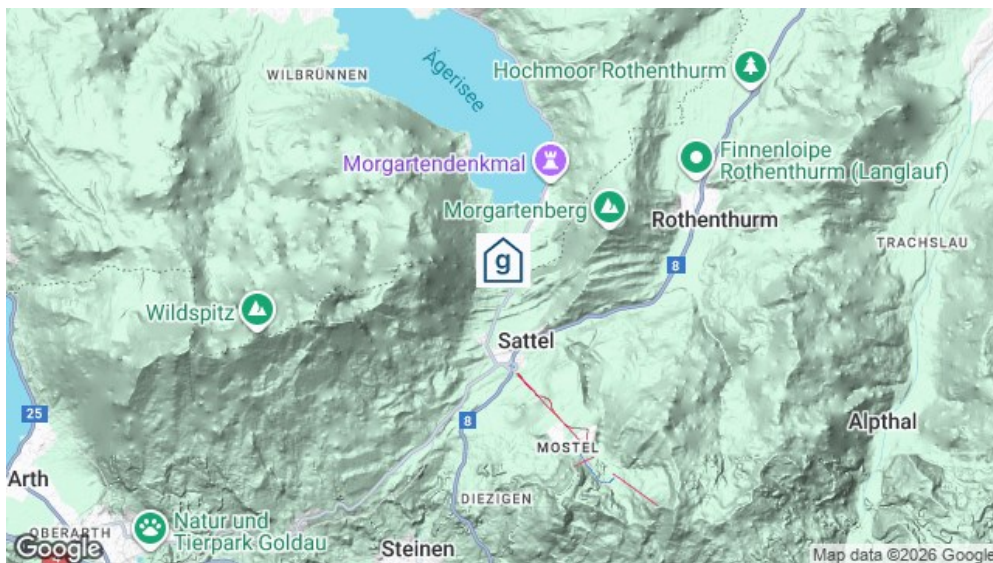 WILBRÜNNEN
Ägerisee
Hochmoor Rothenthurm
Morgartendenkmal
Finnenloipe
Rothenthurm (Langlauf)
Morgartenberg
Rothenthurm
TRACHSLAU
g
8
Wildspitz
Sattel
25
8
Alpthal
MOSTEL
Arth
DIEZIGEN
OBERARTH
Natur und
Tierpark Goldau
Steinen
Google
Map data ©2026 Google